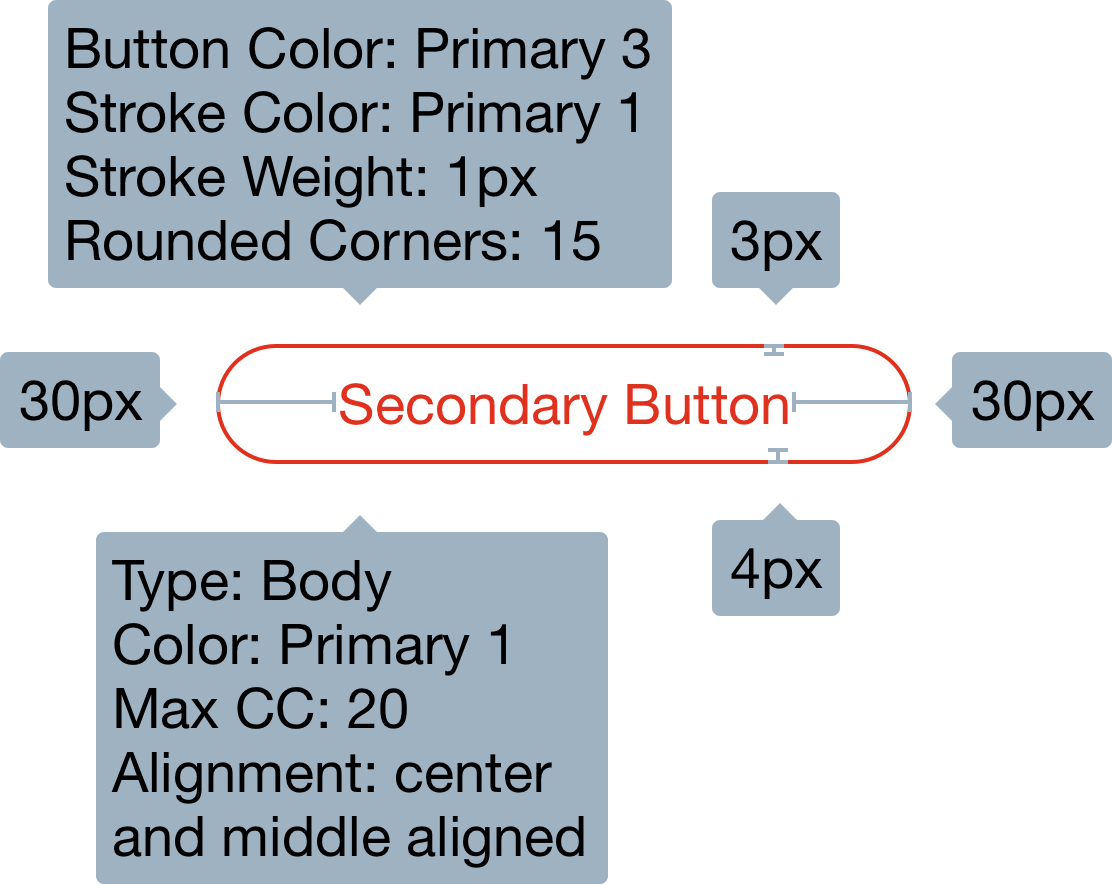 Button Color: Primary 3
Stroke Color: Primary 1
Stroke Weight: 1px
Rounded Corners: 15
3px
30px
Secondary Button
30px
4px
Type: Body
Color: Primary 1
Max CC: 20
Alignment: center
and middle aligned